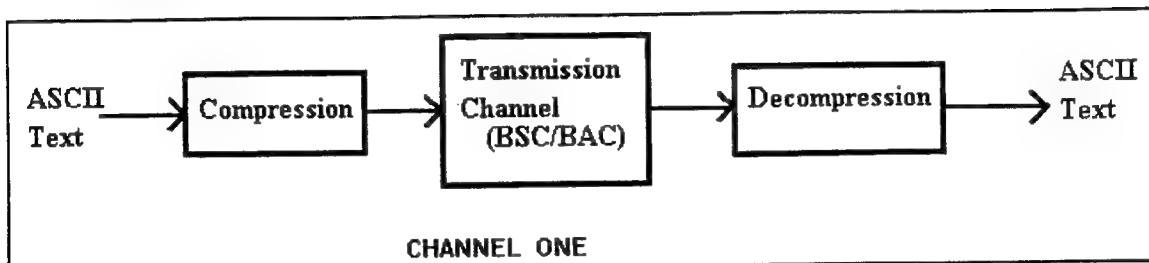 ASCII
Text
Compression
Transmission
Channel
(BSC/BAC)
Decompression
ASCII
Text
CHANNEL ONE